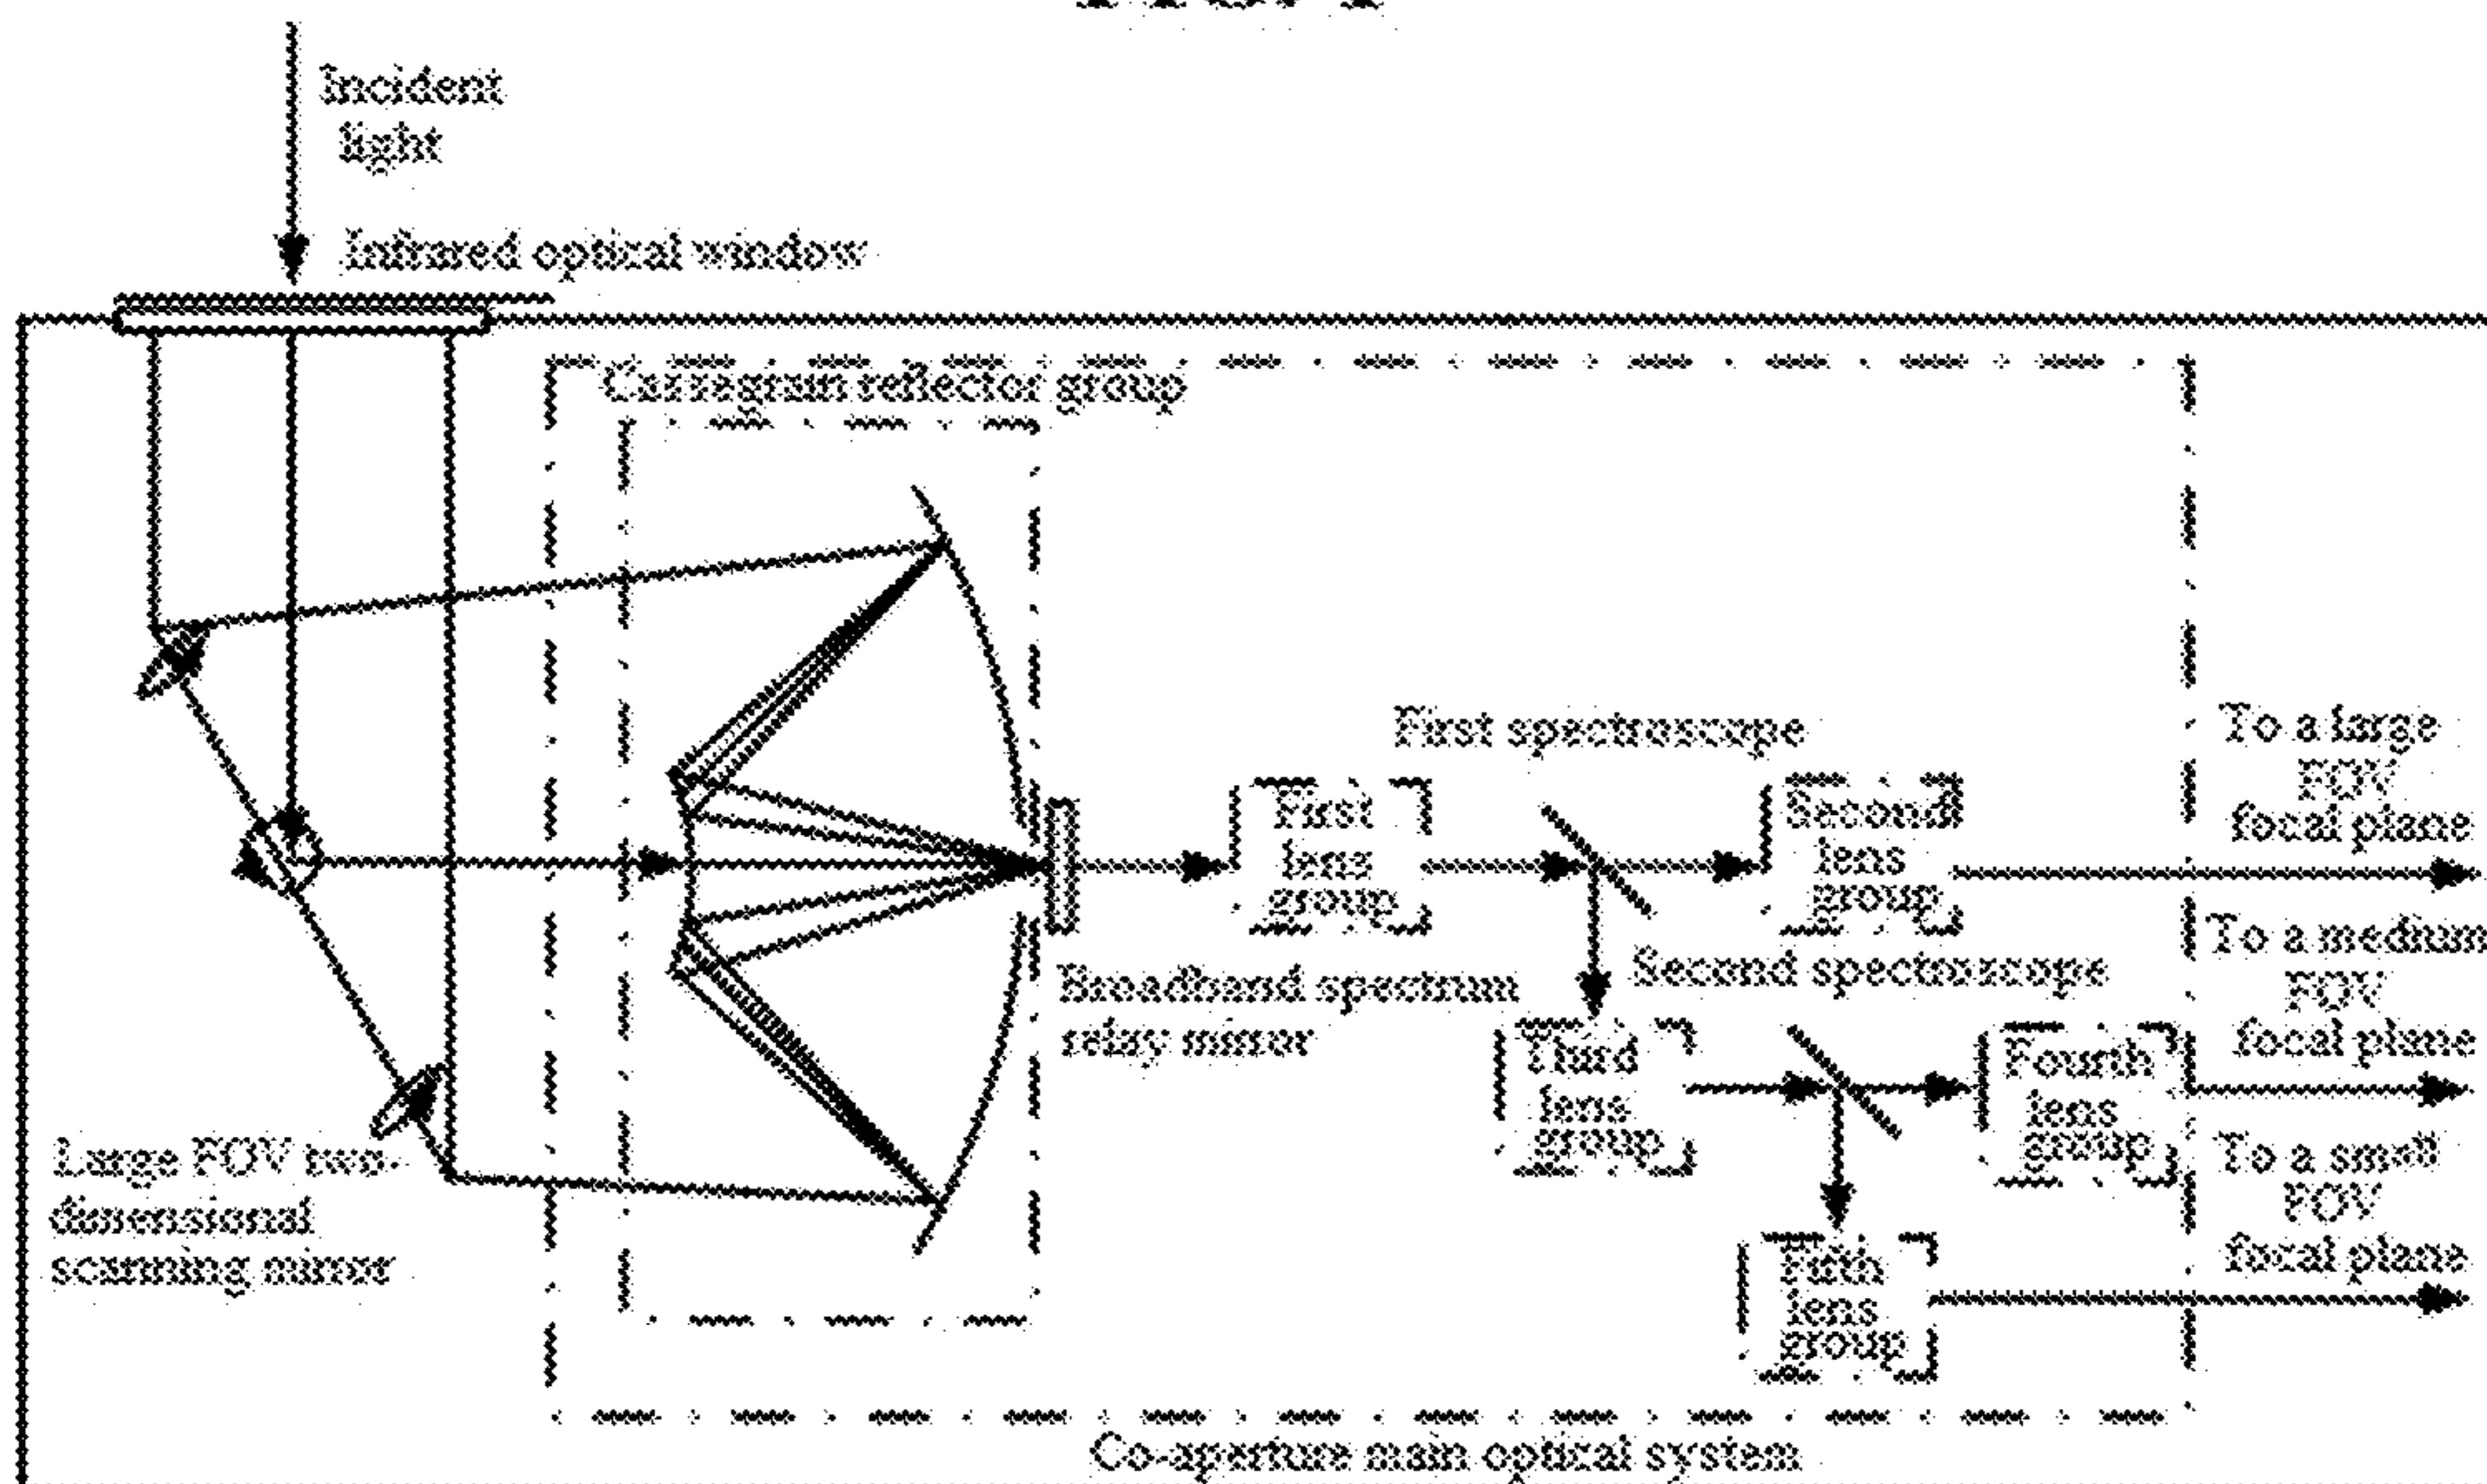 Incident
light
Infrared optical window
reflector group
First spectroscope
To a large
FOV
focal plane
First
lens
group
Second
lens
group
To a medium
FOV
focal plane
Broadband spectrum
relay mirror
Second spectroscope
Third
lens
group
Fourth
lens
group
To a small
FOV
focal plane
Large FOV two-
dimensional
scanning mirror
Fifth
lens
group
Co-aperture main optical system